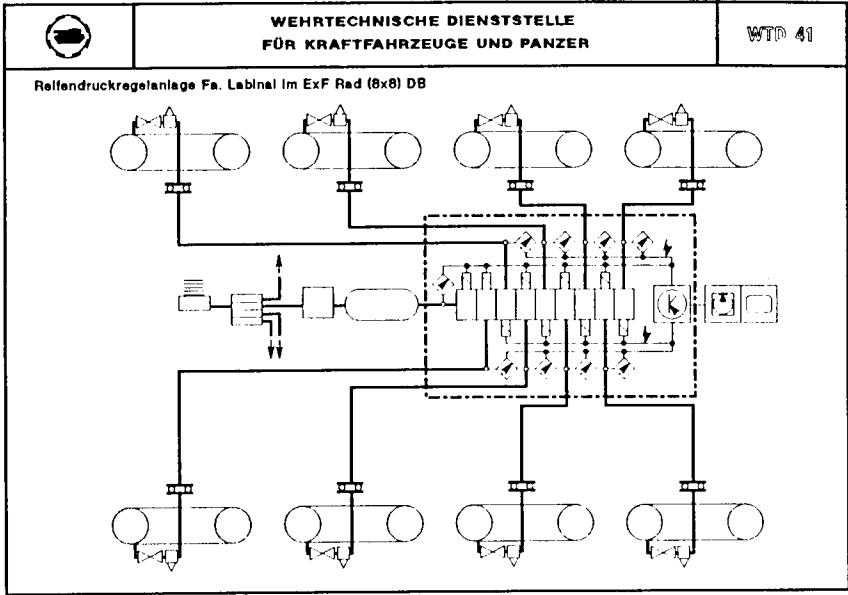 WEHRTECHNISCHE DIENSTSTELLE
FÜR KRAFTFAHRZEUGE UND PANZER
WTD 41
Reifendruckregelanlage Fa. Labinal im ExF Rad (8x8) DB
K